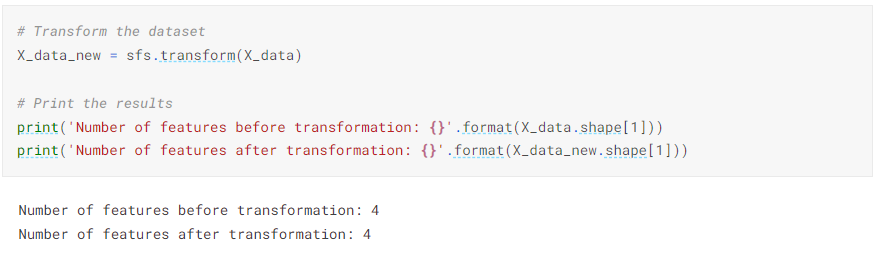 # Transform the dataset
X_data_new = sfs.transform(X_data)
# Print the results
print('Number of features before transformation: {}'.format(X_data.shape[1]))
print('Number of features after transformation: {}'.format(X_data_new.shape[1]))
Number of features before transformation: 4
Number of features after transformation: 4